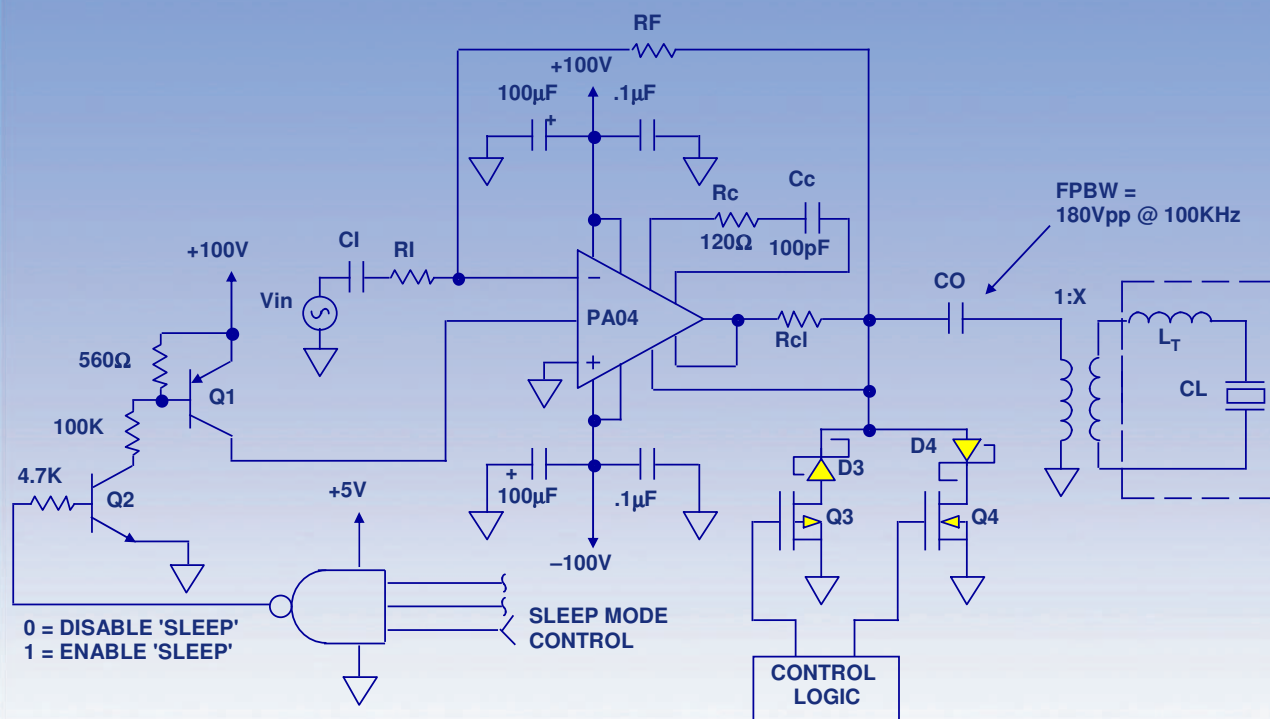 RF
+100V
100µF
.1µF
+
Rc
Cc
120Ω
100pF
FPBW =
180Vpp @ 100KHz
+100V
CI
RI
Vin
−
PA04
+
Rcl
CO
1:X
LT
CL
560Ω
Q1
100K
4.7K
Q2
+5V
+
100µF
.1µF
–100V
D3
D4
Q3
Q4
0 = DISABLE 'SLEEP'
1 = ENABLE 'SLEEP'
SLEEP MODE
CONTROL
CONTROL
LOGIC